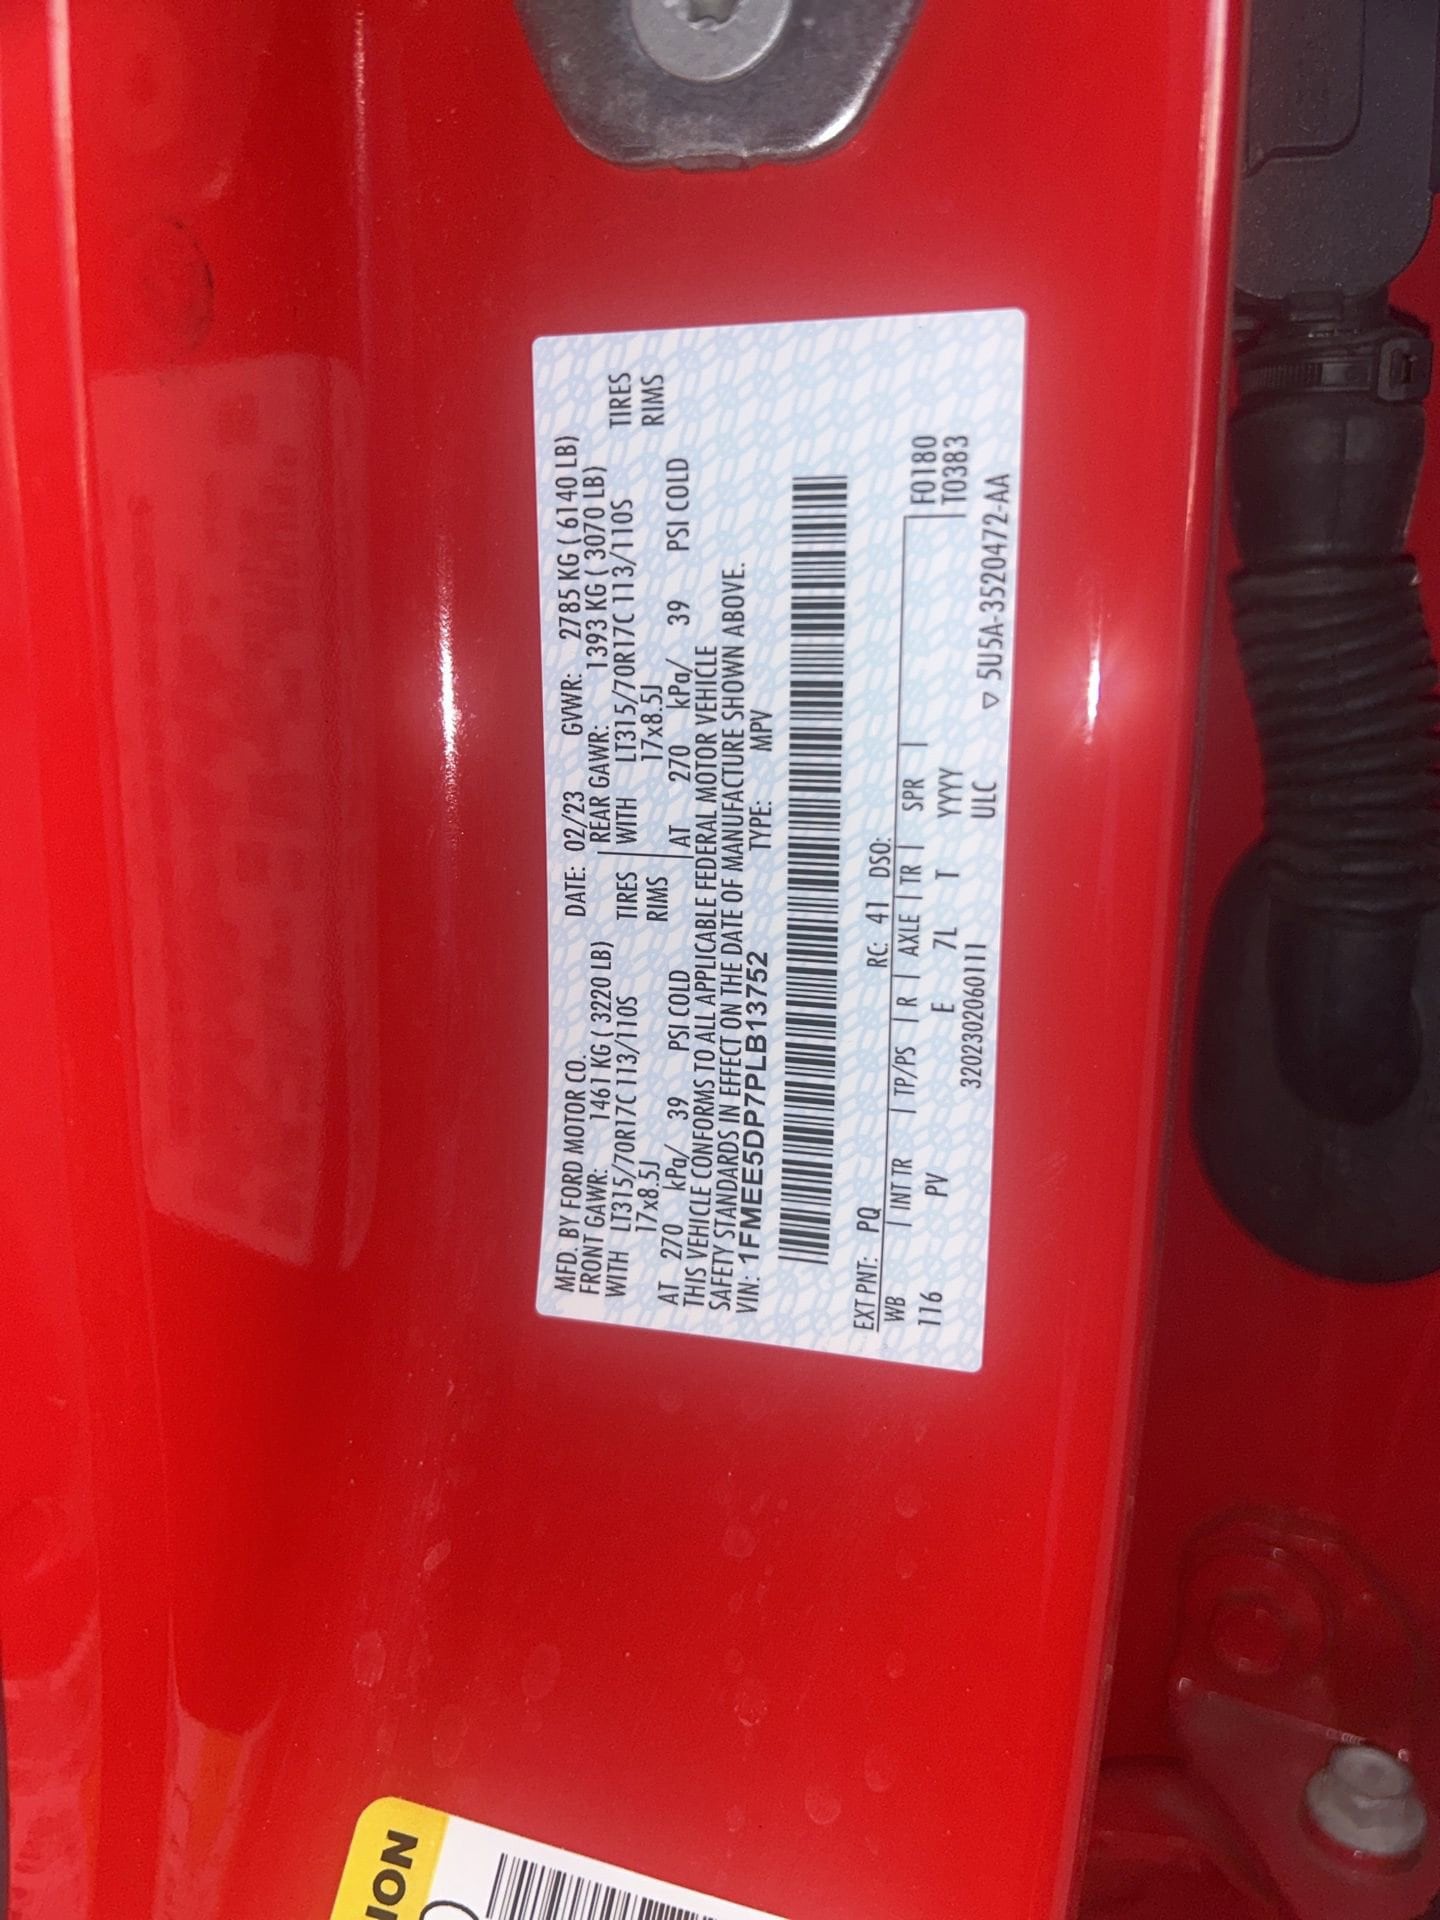 MFD. BY FORD MOTOR CO.
DATE: 02/23 GVWR: 2785 KG ( 6140 LB)
FRONT GAWR: 1461 KG ( 3220 LB) REAR GAWR: 1393 KG ( 3070 LB)
WITH LT315/70R17C 113/110S TIRES WITH LT315/70R17C 113/110S TIRES
17x8.5J RIMS 17x8.5J RIMS
AT 270 kPa/ 39 PSI COLD AT 270 kPa/ 39 PSI COLD
THIS VEHICLE CONFORMS TO ALL APPLICABLE FEDERAL MOTOR VEHICLE
SAFETY STANDARDS IN EFFECT ON THE DATE OF MANUFACTURE SHOWN ABOVE.
VIN: 1FMEE5DP7PLB13752 TYPE: MPV
EXT PNT: PQ RC: 41 DSO:
WB | INT TR | TP/PS | R | AXLE | TR | SPR | F0180
116 PV E 7L T YYYY T0383
3202302060111 ULC ▽ 5U5A-3520472-AA